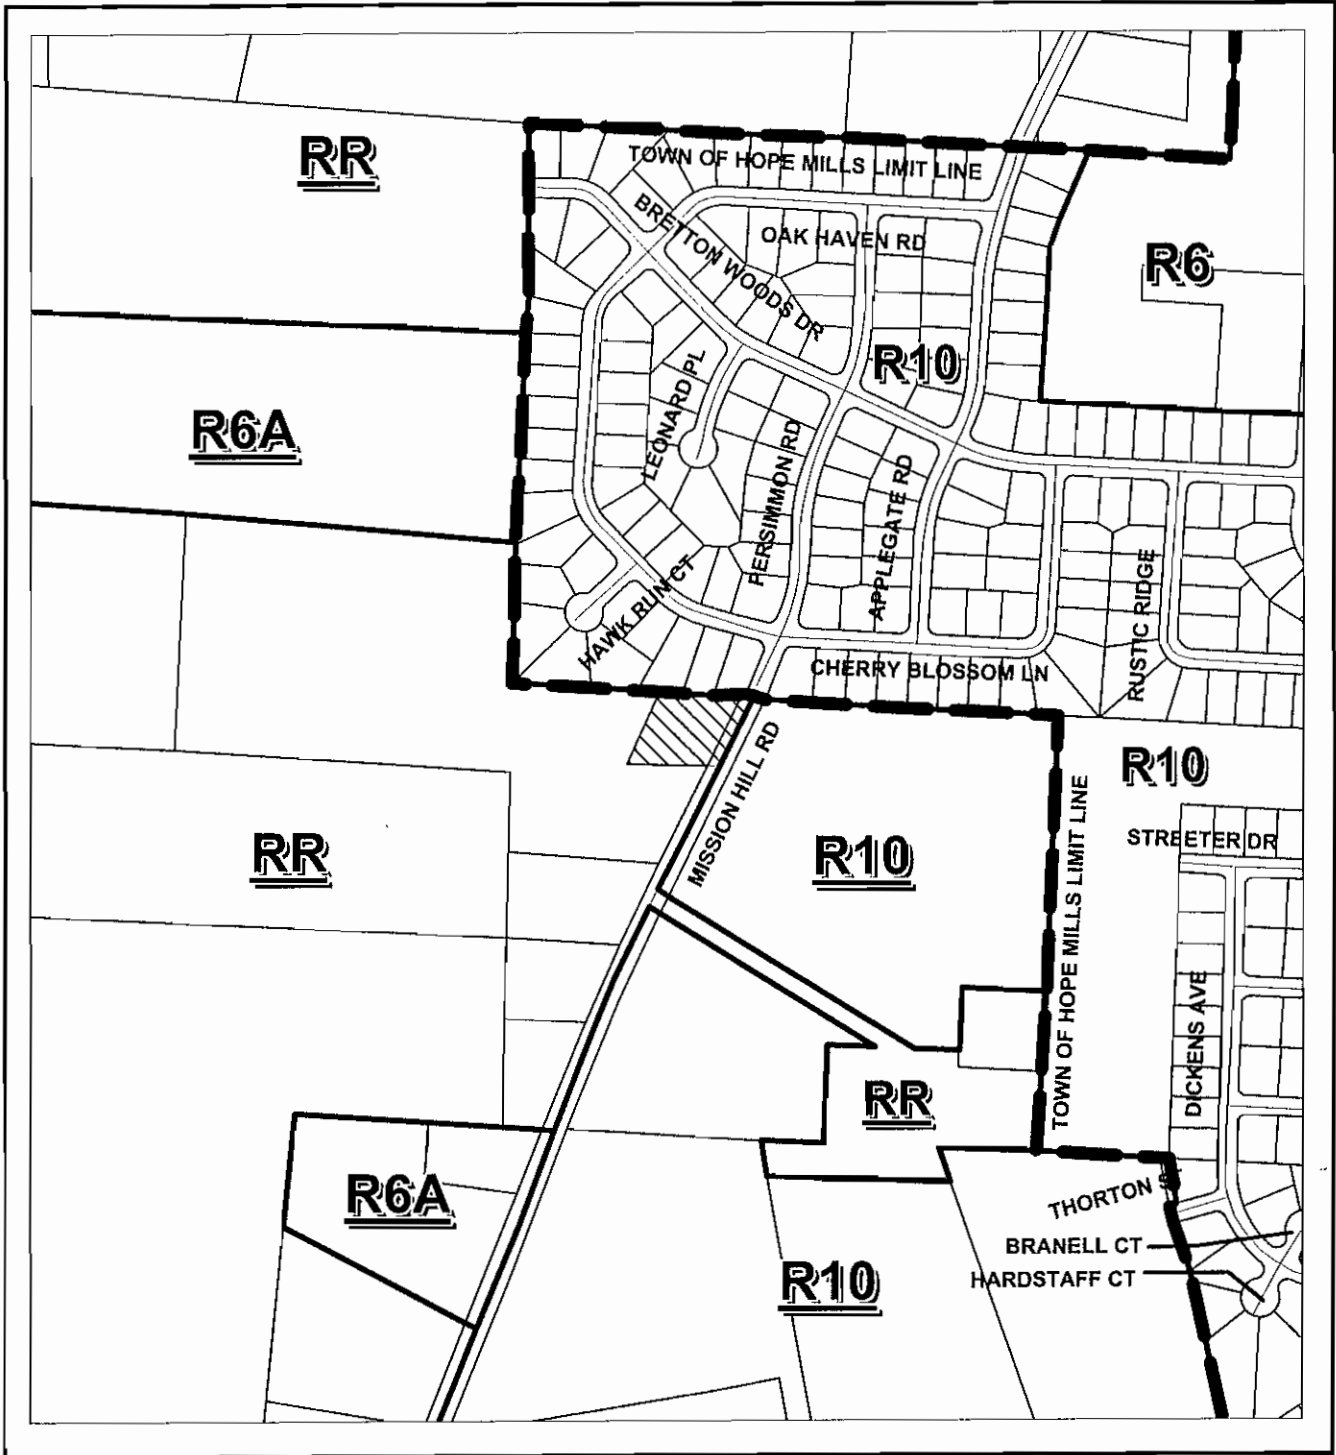 RR
TOWN OF HOPE MILLS LIMIT LINE
BRETTON WOODS DR
OAK HAVEN RD
R6
R10
LEONARD PL
R6A
PERSIMMON RD
APPLEGATE RD
RUSTIC RIDGE
HAWK RUN CT
CHERRY BLOSSOM LN
MISSION HILL RD
R10
TOWN OF HOPE MILLS LIMIT LINE
STREETER DR
RR
R10
DICKENS AVE
RR
R6A
THORTON ST
BRANELL CT
HARDSTAFF CT
R10